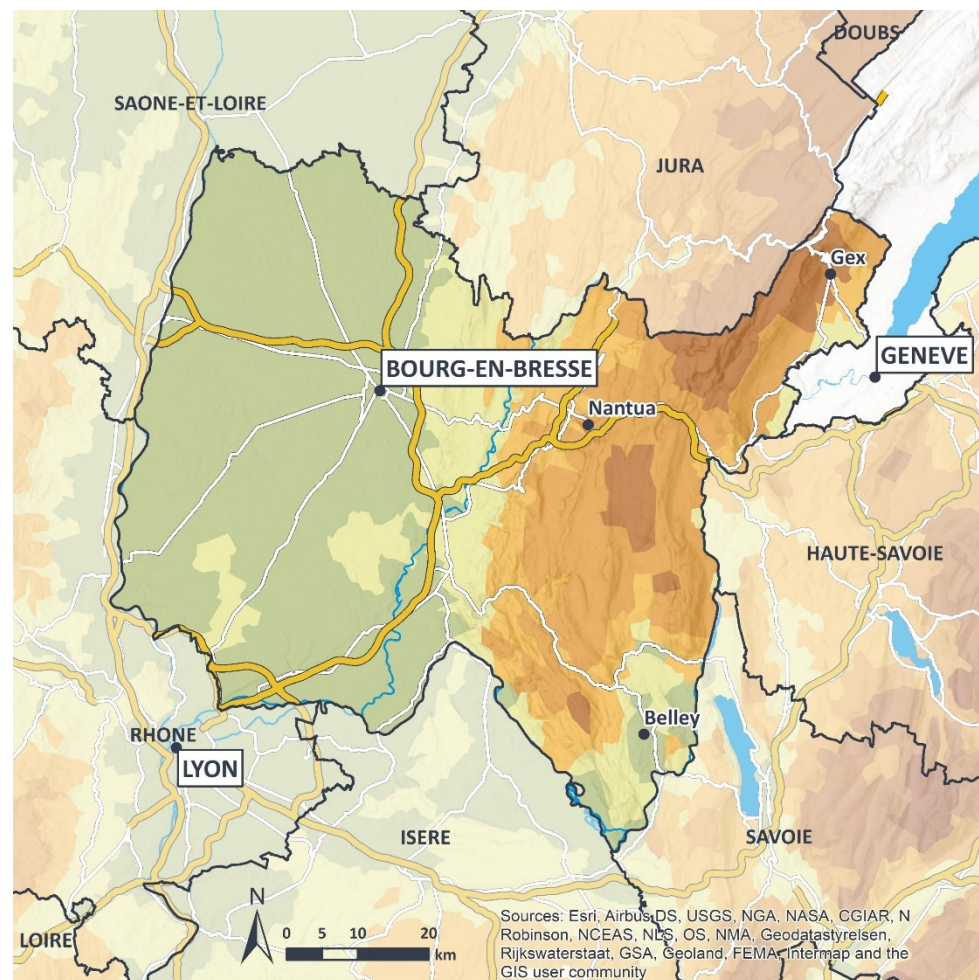 DOUBS
SAONE-ET-LOIRE
JURA
Gex
GENEVE
BOURG-EN-BRESSE
Nantua
HAUTE-SAVOIE
Belley
RHONE
LYON
ISERE
SAVOIE
LOIRE
N
0 5 10 20
km
Sources: Esri, Airbus DS, USGS, NGA, NASA, CGIAR, N
Robinson, NCEAS, NLS, OS, NMA, Geodatastyrelsen,
Rijkswaterstaat, GSA, Geoland, FEMA, Intermap and the
GIS user community